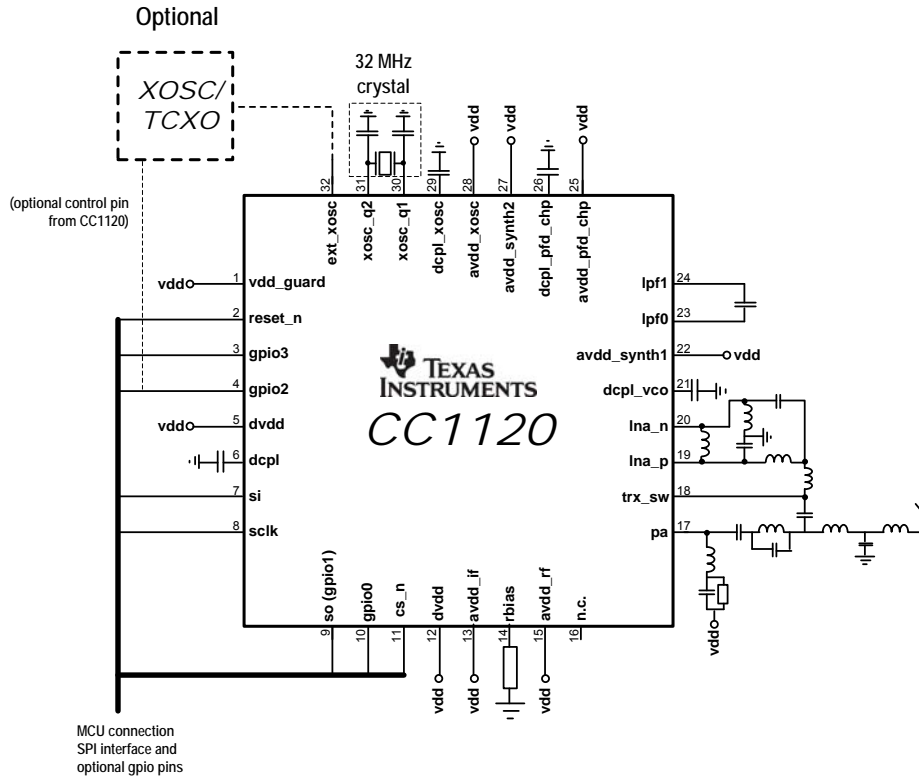 Optional
XOSC/
TCXO
32 MHz
crystal
(optional control pin
from CC1120)
vdd
vdd
vdd
32
31
30
29
28
27
26
25
ext_xosc
xosc_q2
xosc_q1
dcpl_xosc
avdd_xosc
avdd_synth2
dcpl_pfd_chp
avdd_pfd_chp
vdd 1 vdd_guard
2 reset_n
3 gpio3
4 gpio2
vdd 5 dvdd
6 dcpl
7 si
8 sclk
TEXAS
INSTRUMENTS
CC1120
lpf1 24
lpf0 23
avdd_synth1 22 vdd
dcpl_vco 21
lna_n 20
lna_p 19
trx_sw 18
pa 17
vdd
so (gpio1)
gpio0
cs_n
dvdd
avdd_if
rbias
avdd_rf
n.c.
9
10
11
12
13
14
15
16
vdd
vdd
vdd
MCU connection
SPI interface and
optional gpio pins